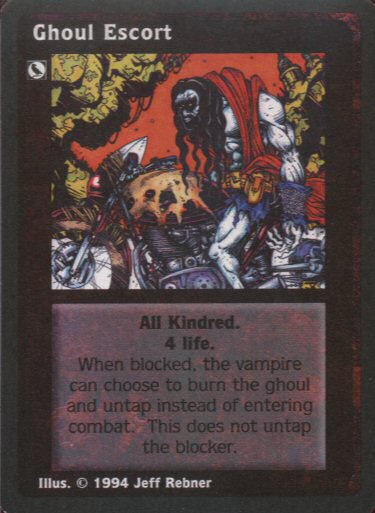 Ghoul Escort
All Kindred.
4 life.
When blocked, the vampire
can choose to burn the ghoul
and untap instead of entering
combat. This does not untap
the blocker.
Illus. © 1994 Jeff Rebner